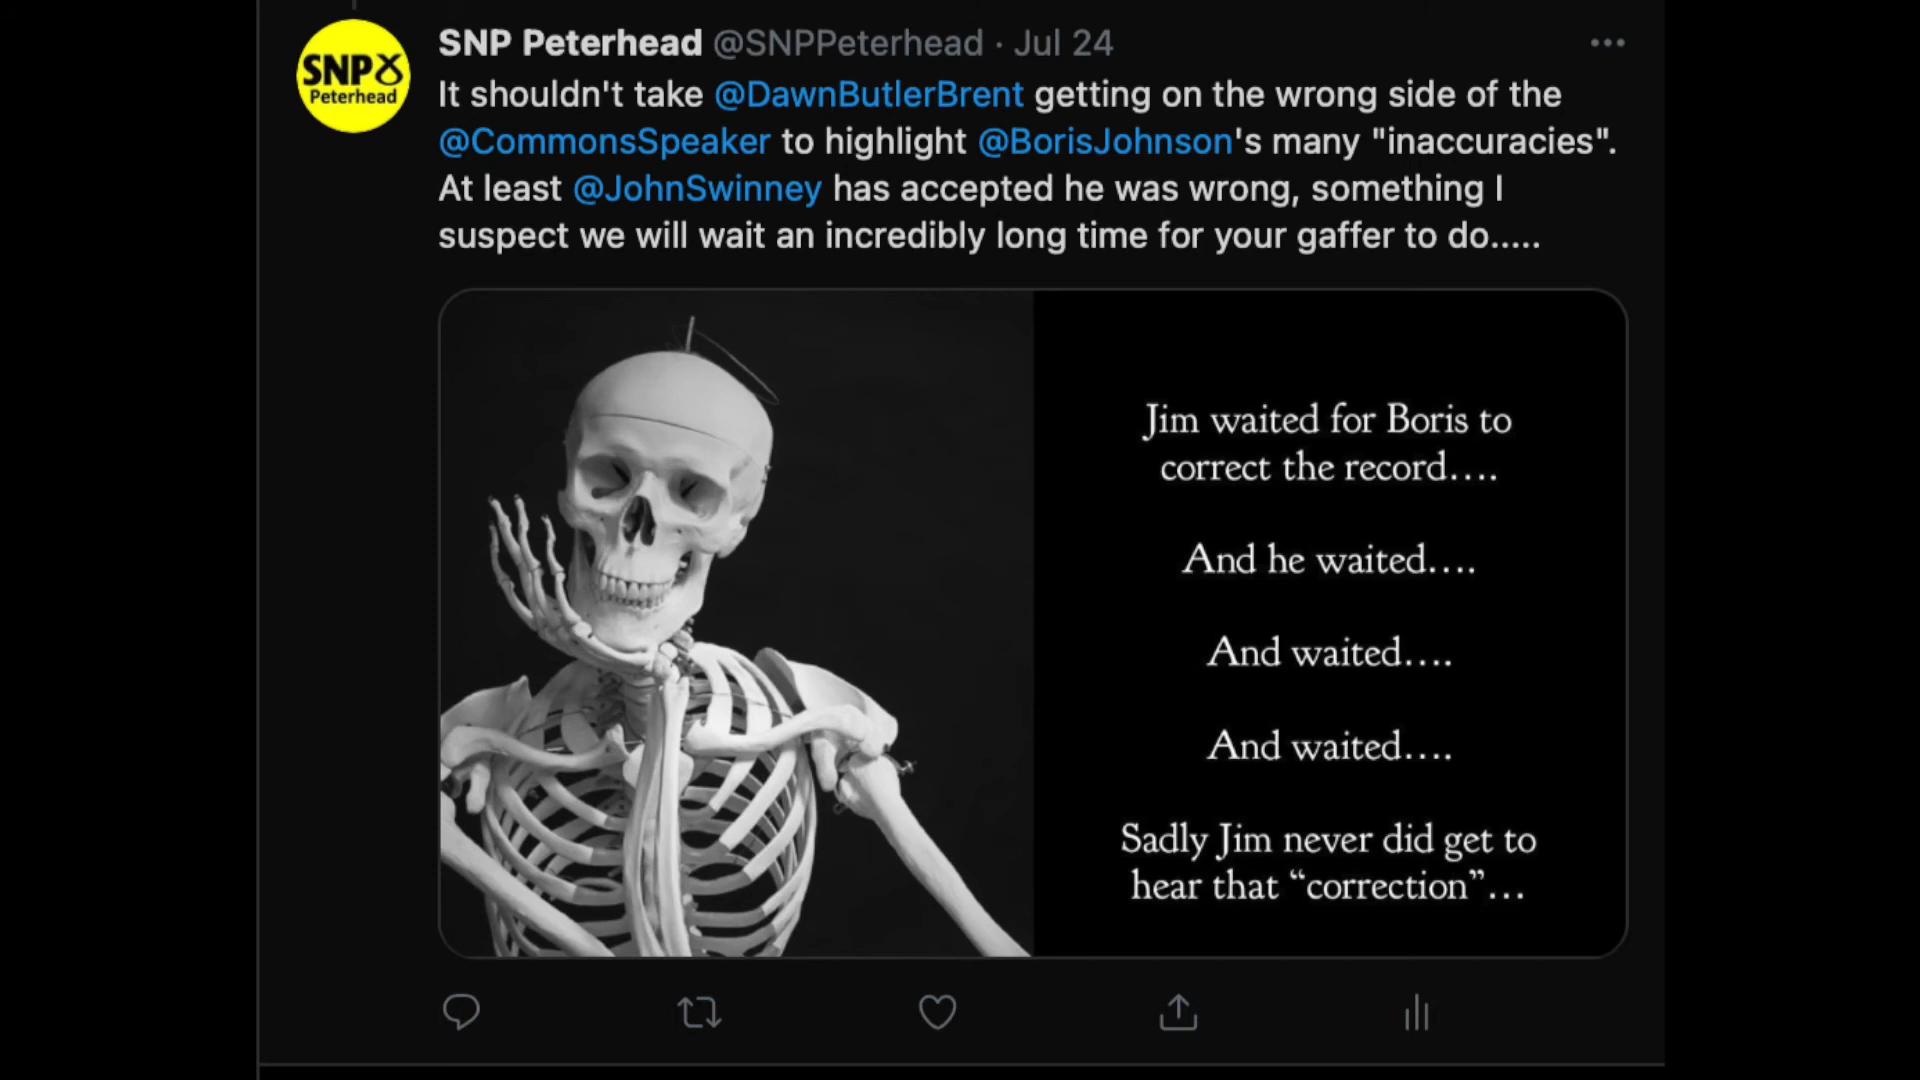 SNP
Peterhead
SNP Peterhead @SNPPeterhead · Jul 24
It shouldn't take @DawnButlerBrent getting on the wrong side of the
@CommonsSpeaker to highlight @BorisJohnson's many "inaccuracies".
At least @JohnSwinney has accepted he was wrong, something I
suspect we will wait an incredibly long time for your gaffer to do.....
Jim waited for Boris to
correct the record....
And he waited....
And waited....
And waited....
Sadly Jim never did get to
hear that “correction”...